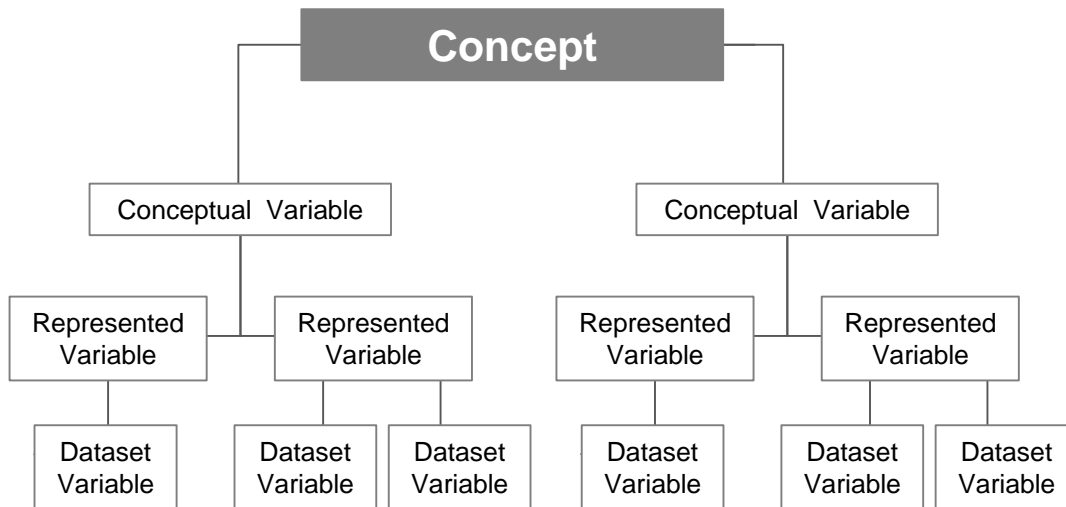 Concept
Conceptual Variable
Conceptual Variable
Represented
Variable
Represented
Variable
Represented
Variable
Represented
Variable
Dataset
Variable
Dataset
Variable
Dataset
Variable
Dataset
Variable
Dataset
Variable
Dataset
Variable